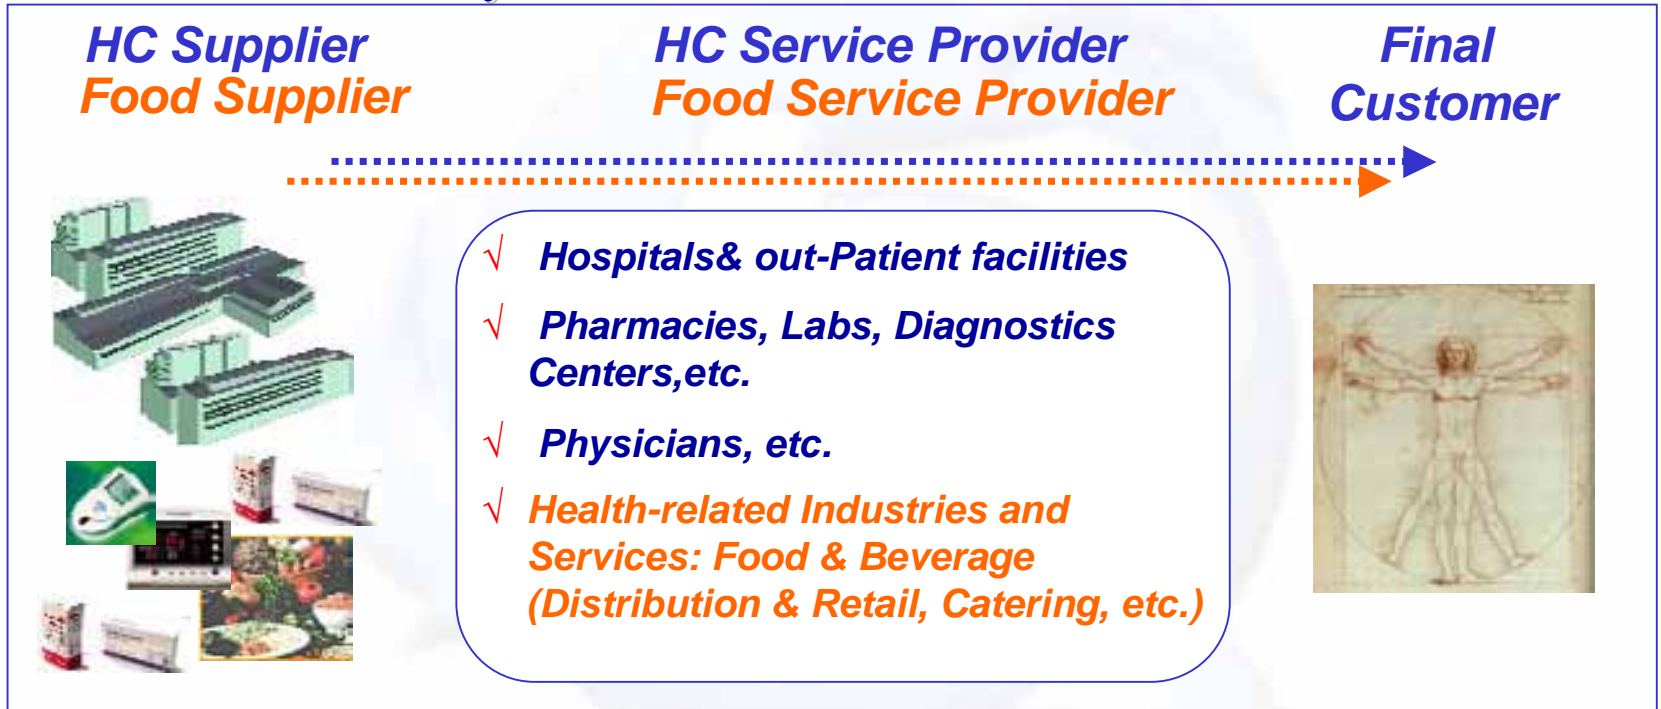 HC Supplier
Food Supplier
HC Service Provider
Food Service Provider
Final
Customer
√ Hospitals& out-Patient facilities
√ Pharmacies, Labs, Diagnostics
Centers,etc.
√ Physicians, etc.
√ Health-related Industries and
Services: Food & Beverage
(Distribution & Retail, Catering, etc.)